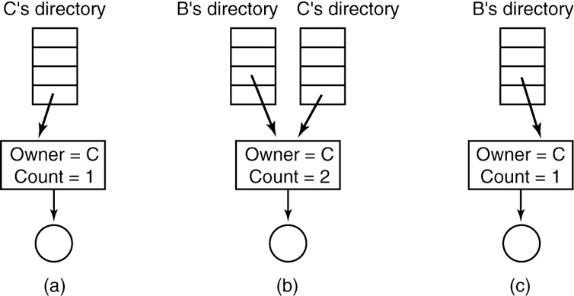 C's directory
B's directory
C's directory
B's directory
Owner = C
Count = 1
Owner = C
Count = 2
Owner = C
Count = 1
(a)
(b)
(c)